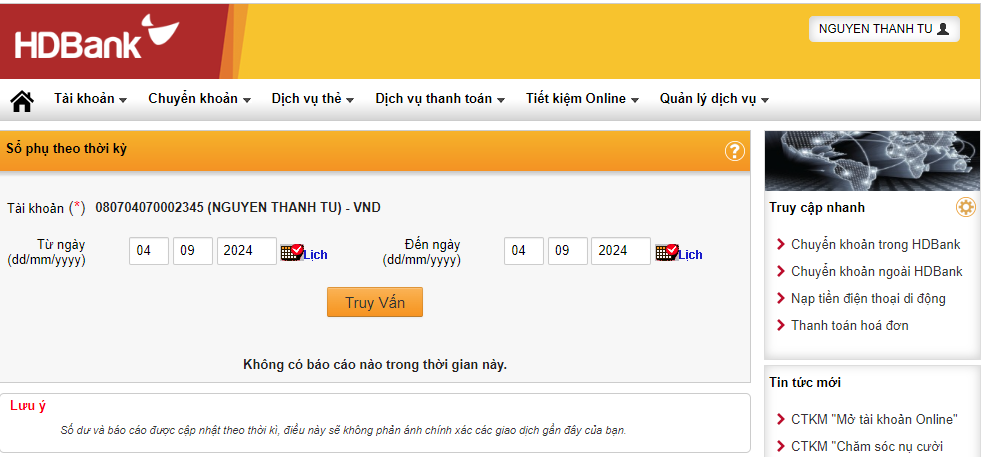 HDBank
NGUYEN THANH TU
Tài khoản
Chuyển khoản
Dịch vụ thẻ
Dịch vụ thanh toán
Tiết kiệm Online
Quản lý dịch vụ
Sổ phụ theo thời kỳ
?
Tài khoản (*) 080704070002345 (NGUYEN THANH TU) - VND
Từ ngày
(dd/mm/yyyy)
04 09 2024 Lịch
Đến ngày
(dd/mm/yyyy)
04 09 2024 Lịch
Truy Vấn
Không có báo cáo nào trong thời gian này.
Lưu ý
Số dư và báo cáo được cập nhật theo thời kì, điều này sẽ không phản ánh chính xác các giao dịch gần đây của bạn.
Truy cập nhanh
Chuyển khoản trong HDBank
Chuyển khoản ngoài HDBank
Nạp tiền điện thoại di động
Thanh toán hoá đơn
Tin tức mới
CTKM "Mở tài khoản Online"
CTKM "Chăm sóc nụ cười